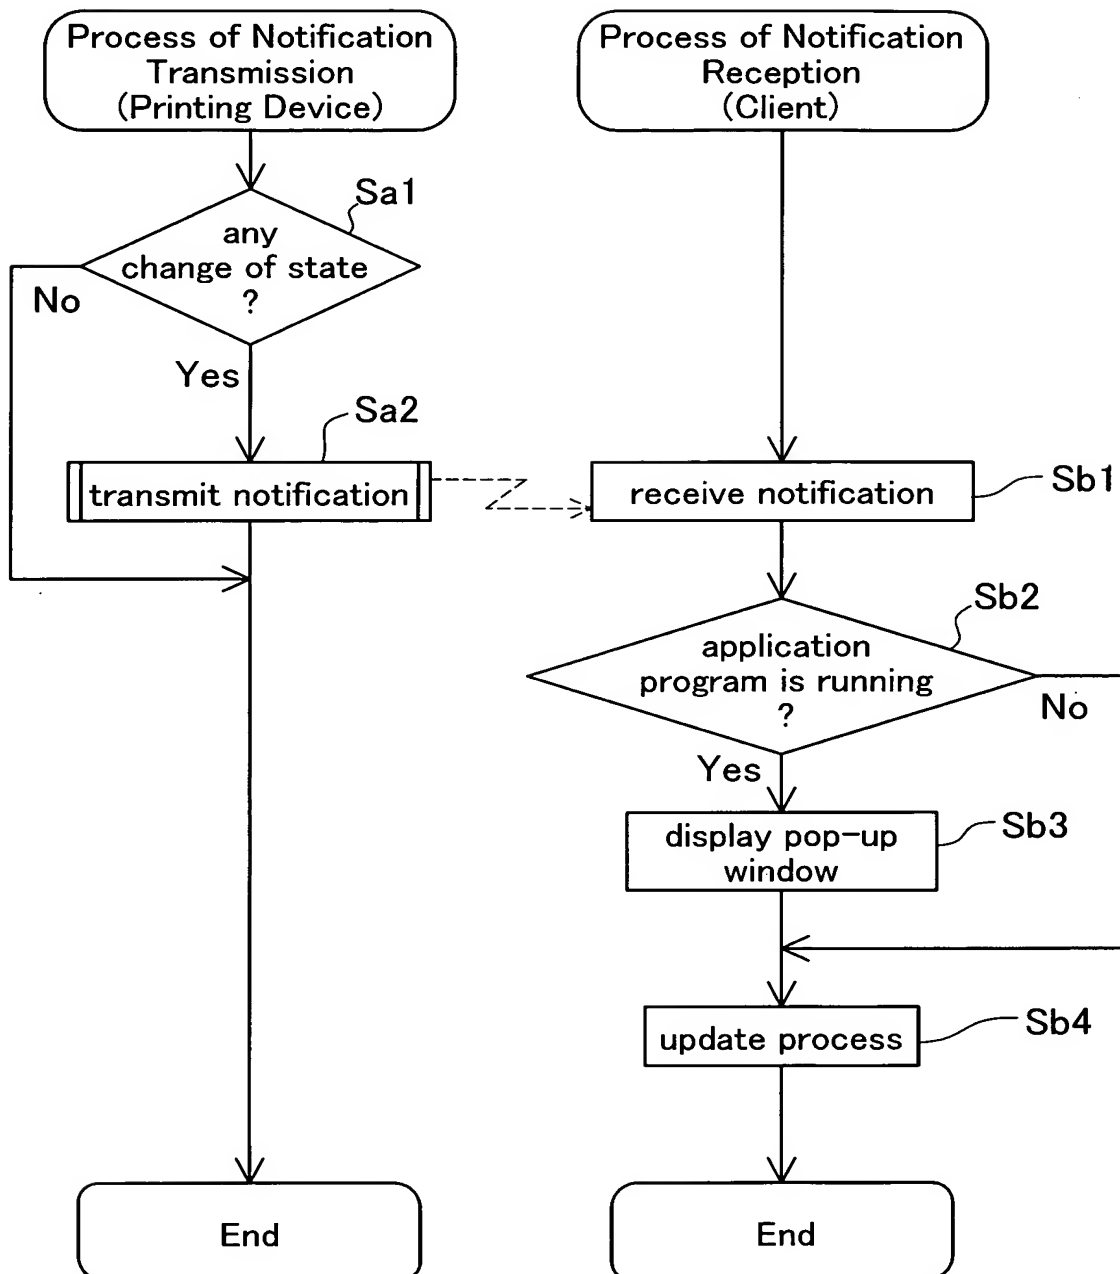 Process of Notification
Transmission
(Printing Device)
Sa1
any
change of state
?
No
Yes
Sa2
transmit notification
End
Process of Notification
Reception
(Client)
receive notification
Sb1
Sb2
application
program is running
?
No
Yes
Sb3
display pop-up
window
Sb4
update process
End